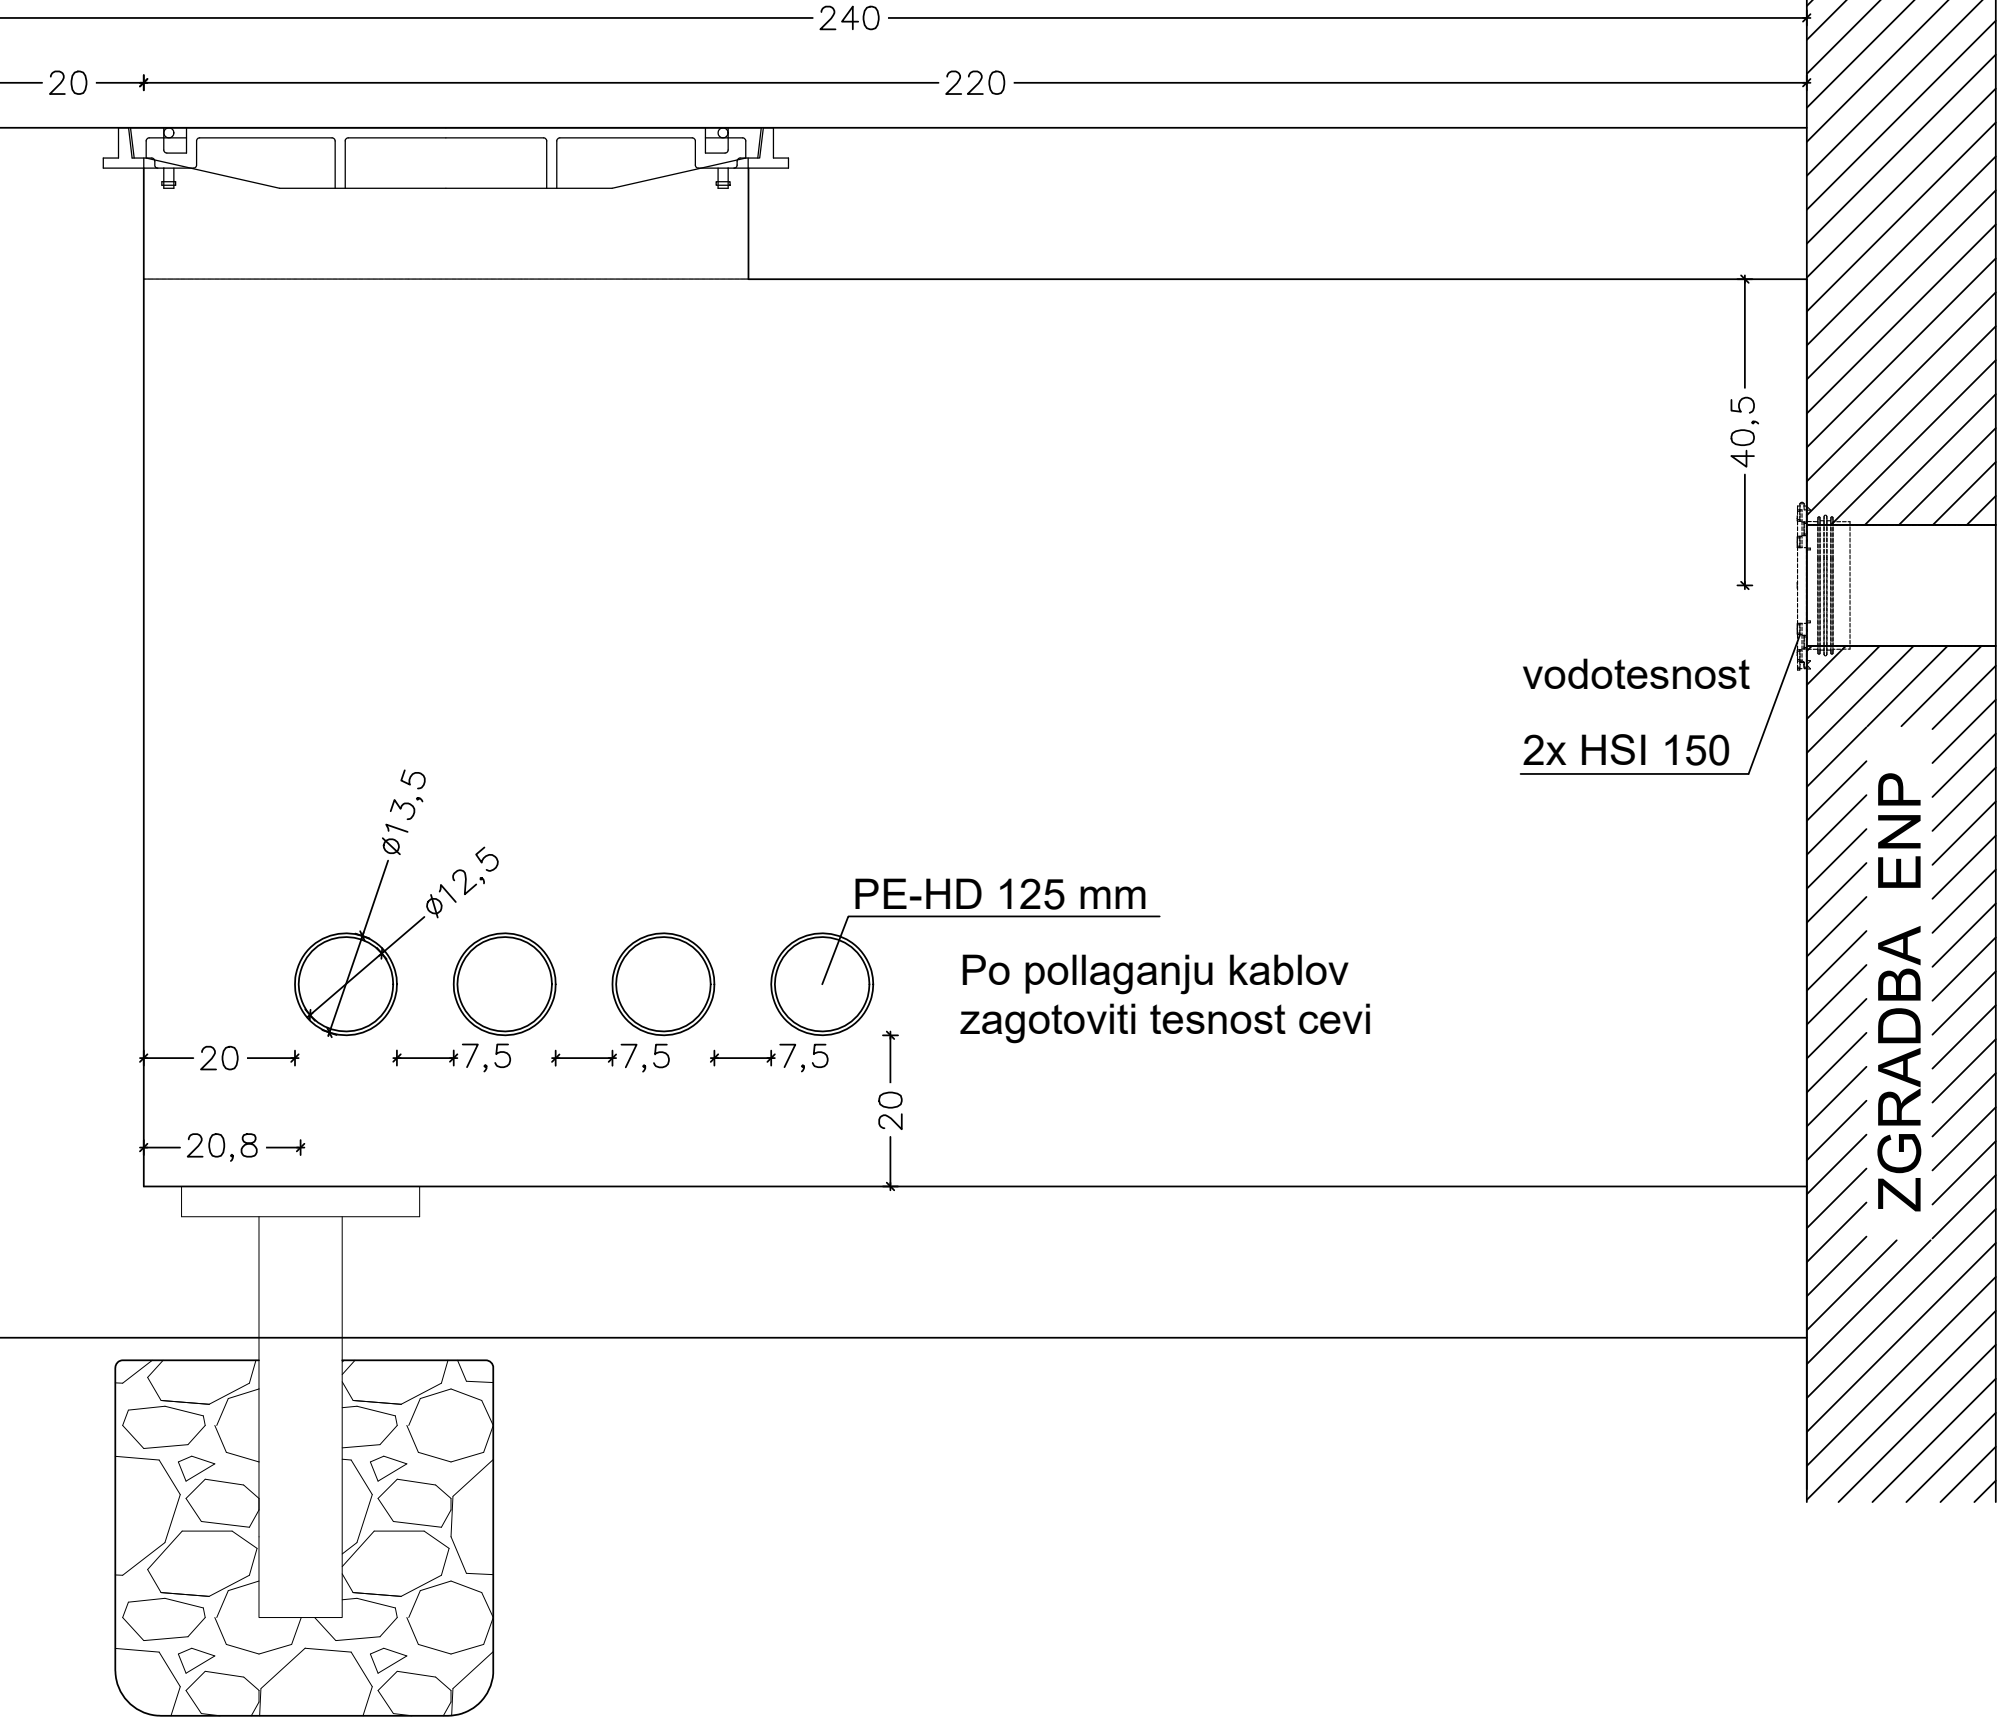 240
20
220
40,5
vodotesnost
2x HSI 150
ZGRADBA ENP
ø13,5
ø12,5
PE-HD 125 mm
Po pollaganju kablov
zagotoviti tesnost cevi
20
7,5
7,5
7,5
20
20,8